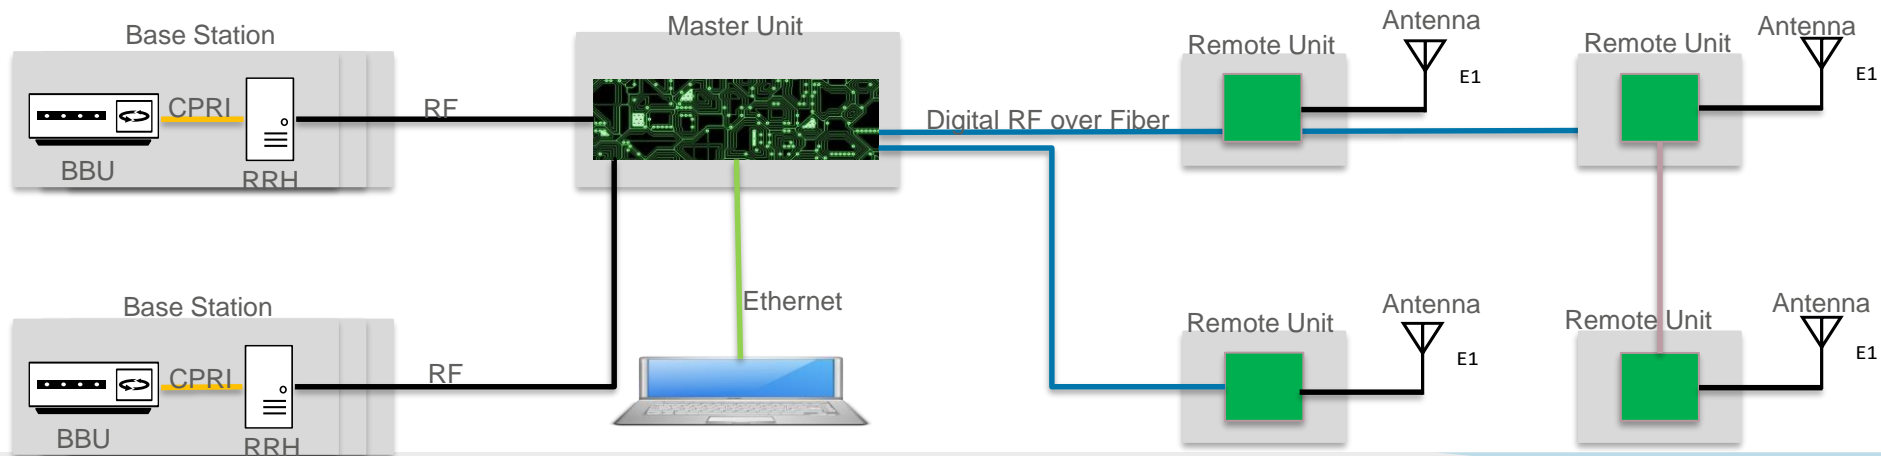 Base Station
Master Unit
Remote Unit
Antenna
Remote Unit
Antenna
E1
E1
CPRI
RF
Digital RF over Fiber
BBU
RRH
Ethernet
Base Station
Remote Unit
Antenna
Remote Unit
Antenna
E1
E1
CPRI
RF
BBU
RRH